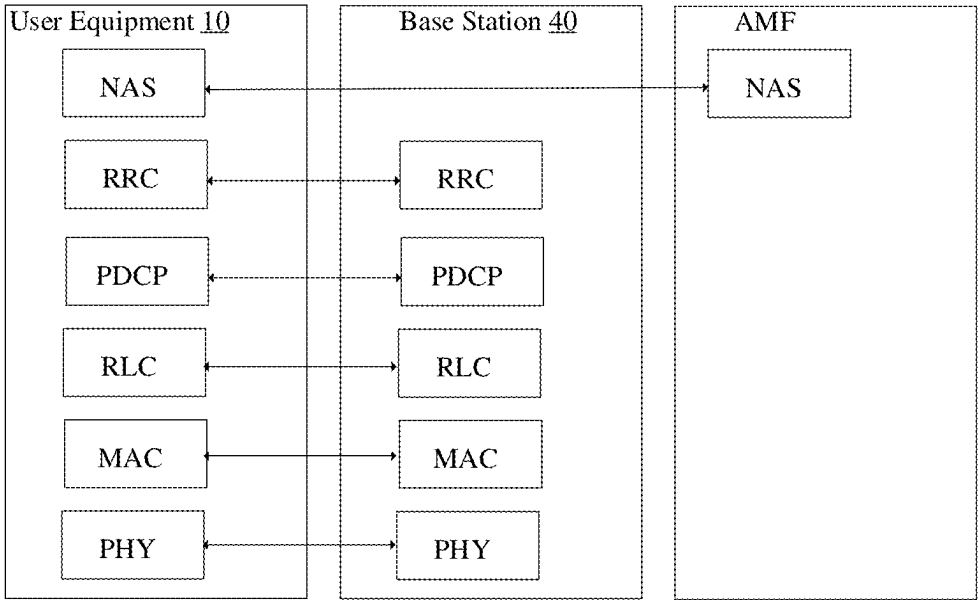 User Equipment 10
Base Station 40
AMF
NAS
NAS
RRC
RRC
PDCP
PDCP
RLC
RLC
MAC
MAC
PHY
PHY